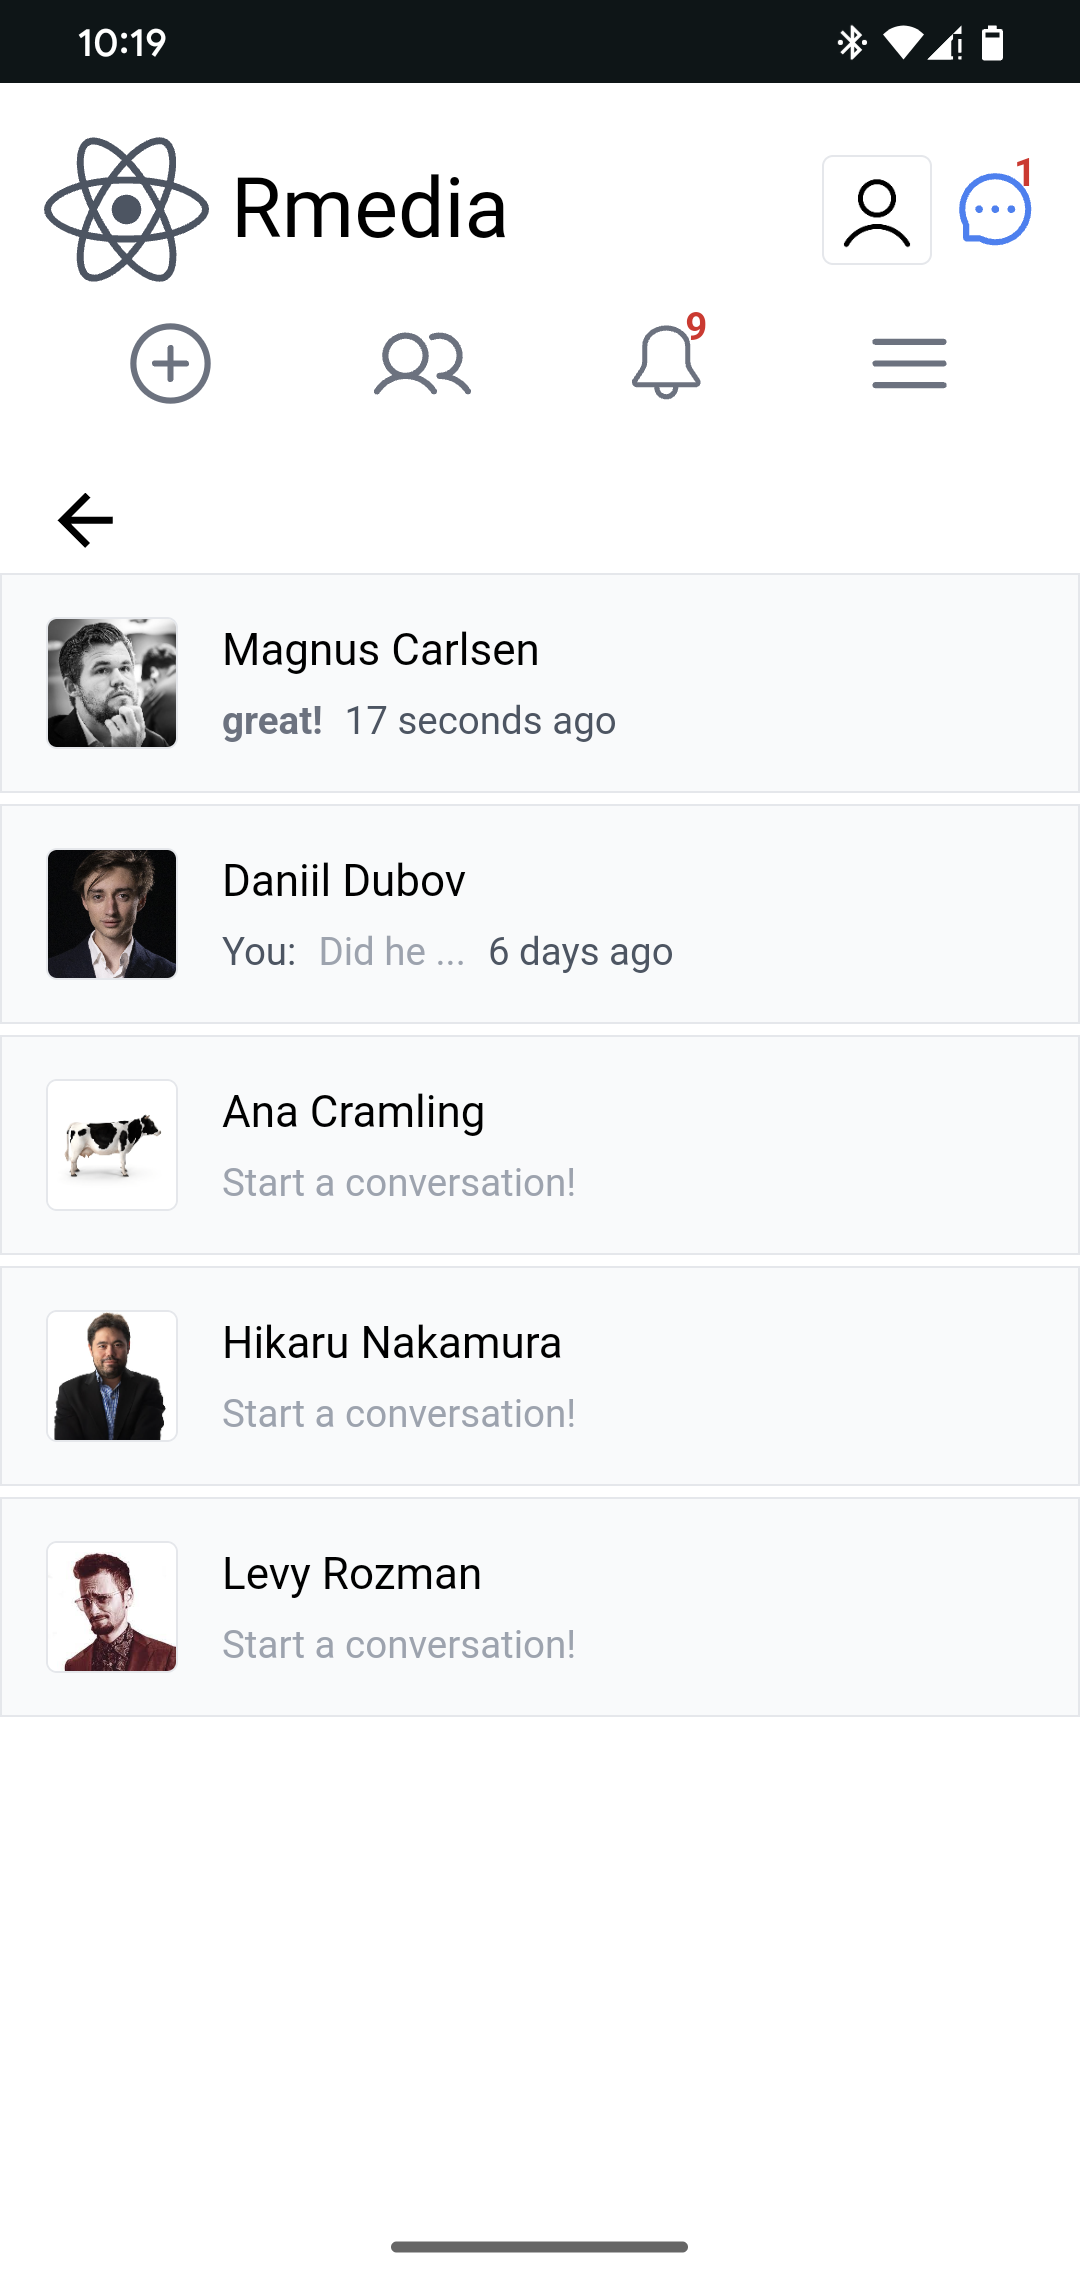 10:19
Rmedia
1
9
Magnus Carlsen
great! 17 seconds ago
Daniil Dubov
You: Did he ... 6 days ago
Ana Cramling
Start a conversation!
Hikaru Nakamura
Start a conversation!
Levy Rozman
Start a conversation!